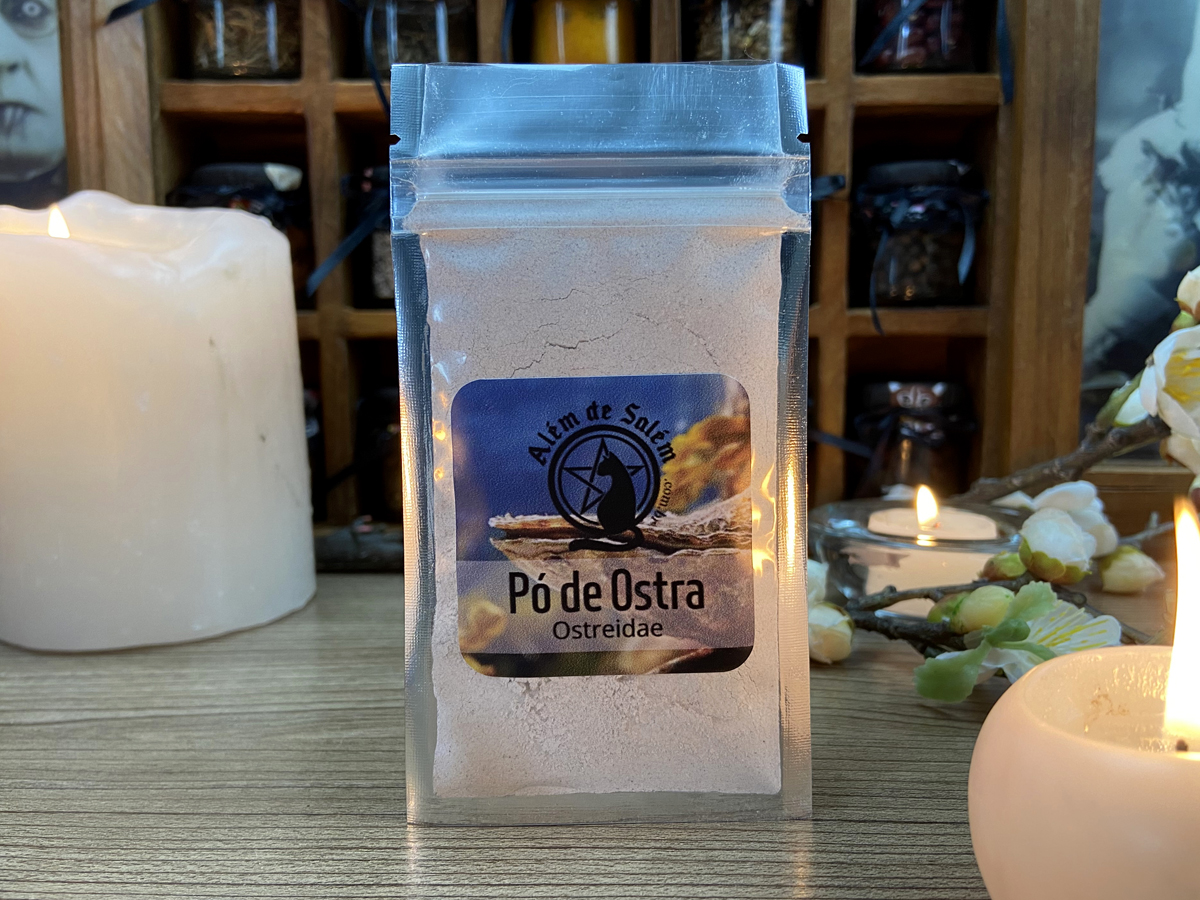 Além de Salém
.com.br
Pó de Ostra
Ostreidae